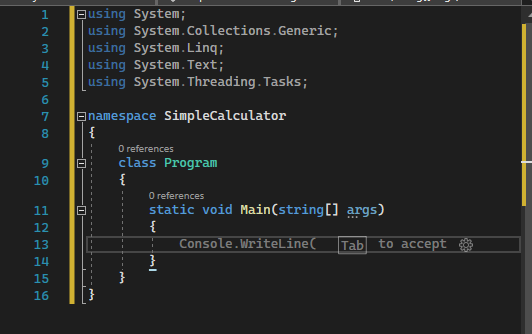 1 using System;
2 using System.Collections.Generic;
3 using System.Linq;
4 using System.Text;
5 using System.Threading.Tasks;
6
7 namespace SimpleCalculator
8 {
0 references
9 class Program
10 {
0 references
11 static void Main(string[] args)
12 {
13 Console.WriteLine( Tab to accept
14 }
15 }
16 }